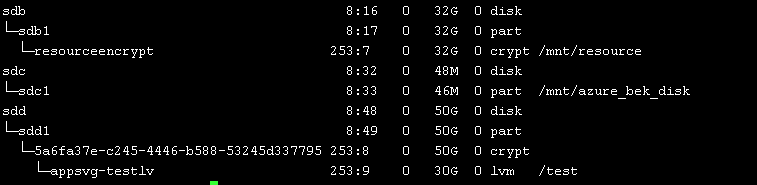 sdb 8:16 0 32G 0 disk
└─sdb1 8:17 0 32G 0 part
└─resourceencrypt 253:7 0 32G 0 crypt /mnt/resource
sdc 8:32 0 48M 0 disk
└─sdc1 8:33 0 46M 0 part /mnt/azure_bek_disk
sdd 8:48 0 50G 0 disk
└─sdd1 8:49 0 50G 0 part
└─5a6fa37e-c245-4446-b588-53245d337795 253:8 0 50G 0 crypt
└─appsvg-testlv 253:9 0 30G 0 lvm /test